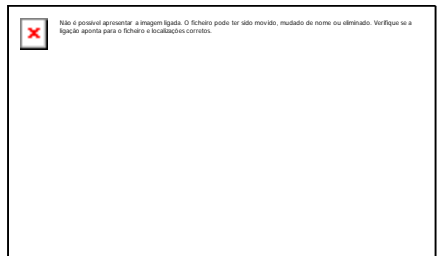 Não é possível apresentar a imagem ligada. O ficheiro pode ter sido movido, mudado de nome ou eliminado. Verifique se a
ligação aponta para o ficheiro e localizações corretos.